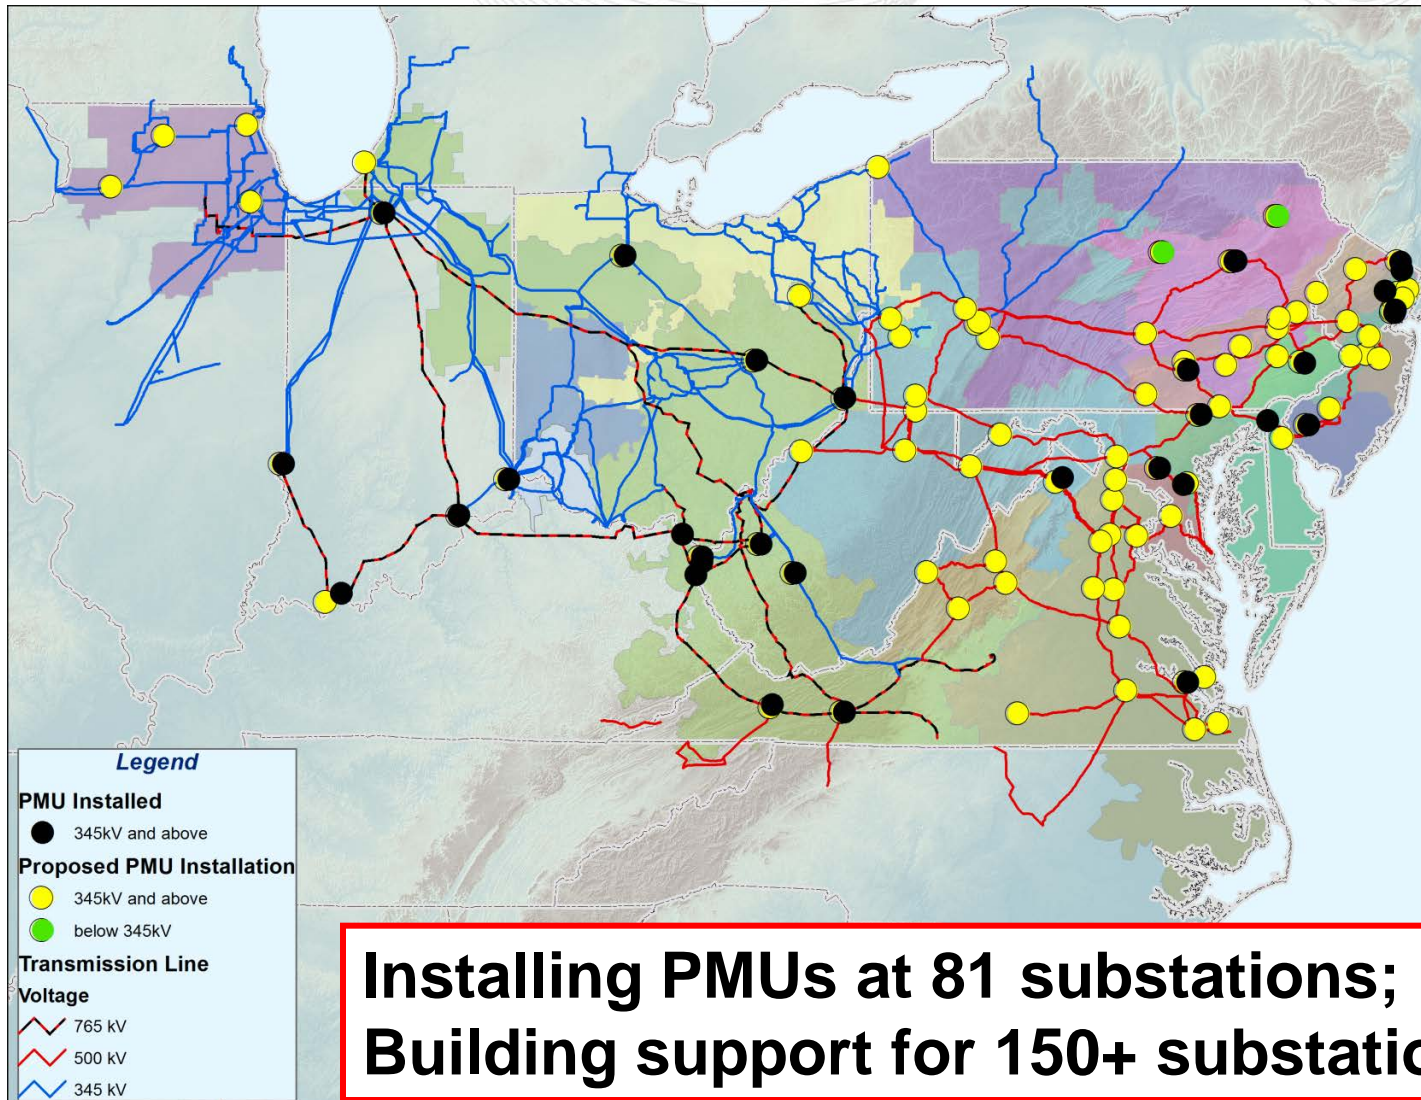 Legend
PMU Installed
345kV and above
Proposed PMU Installation
345kV and above
below 345kV
Transmission Line
Voltage
765 kV
500 kV
345 kV
Installing PMUs at 81 substations;
Building support for 150+ substatio